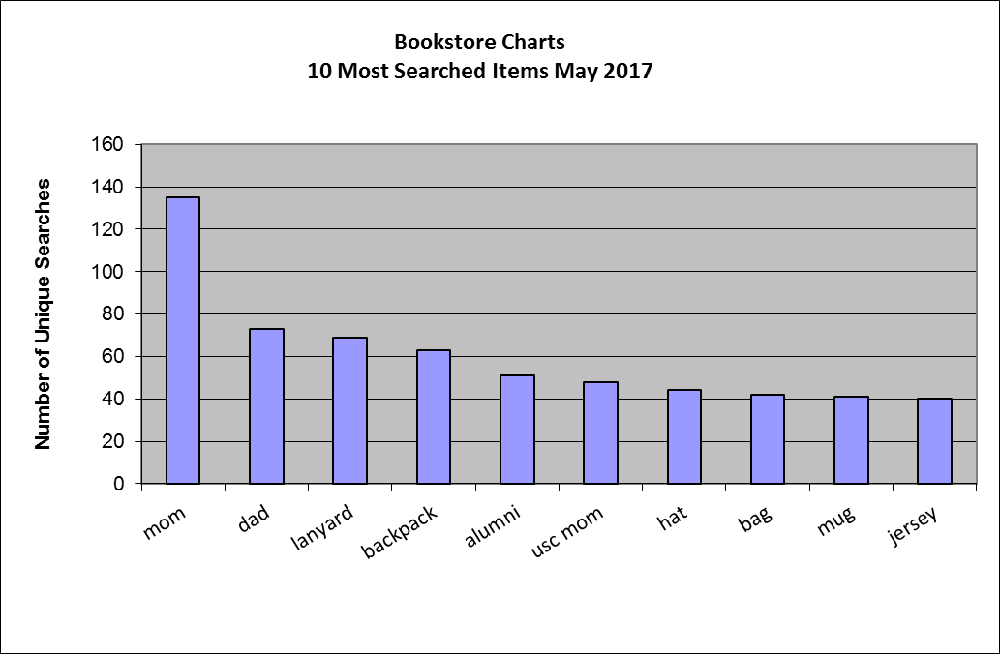 Bookstore Charts
10 Most Searched Items May 2017
Number of Unique Searches
160
140
120
100
80
60
40
20
0
mom
dad
lanyard
backpack
alumni
usc mom
hat
bag
mug
jersey